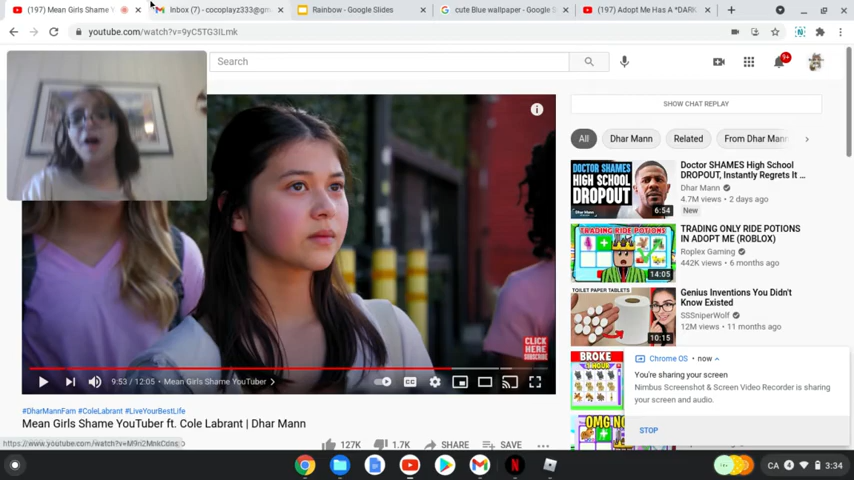 (197) Mean Girls Shame Y
Inbox (7) - cocoplayz333@gm
Rainbow - Google Slides
cute Blue wallpaper - Google S
(197) Adopt Me Has A *DARK
youtube.com/watch?v=9yC5TG3ILmk
Search
9+
SHOW CHAT REPLAY
All
Dhar Mann
Related
From Dhar Mann
DOCTOR SHAMES
HIGH SCHOOL
DROPOUT
6:54
Doctor SHAMES High School
DROPOUT, Instantly Regrets It ...
Dhar Mann
4.7M views • 2 days ago
New
TRADING RIDE POTIONS
14:05
TRADING ONLY RIDE POTIONS
IN ADOPT ME (ROBLOX)
Roplex Gaming
442K views • 6 months ago
TOILET PAPER TABLETS
10:15
Genius Inventions You Didn't
Know Existed
SSSniperWolf
12M views • 11 months ago
CLICK
HERE
SUBSCRIBE
9:53 / 12:05 • Mean Girls Shame YouTuber
CC
BROKE
1 HOUR
OMG
Chrome OS • now
You're sharing your screen
Nimbus Screenshot & Screen Video Recorder is sharing
your screen and audio.
STOP
#DharMannFam #ColeLabrant #LiveYourBestLife
Mean Girls Shame YouTuber ft. Cole Labrant | Dhar Mann
127K
1.7K
SHARE
SAVE
https://www.youtube.com/watch?v=M9n2MnkCdns
CA
4
3:34